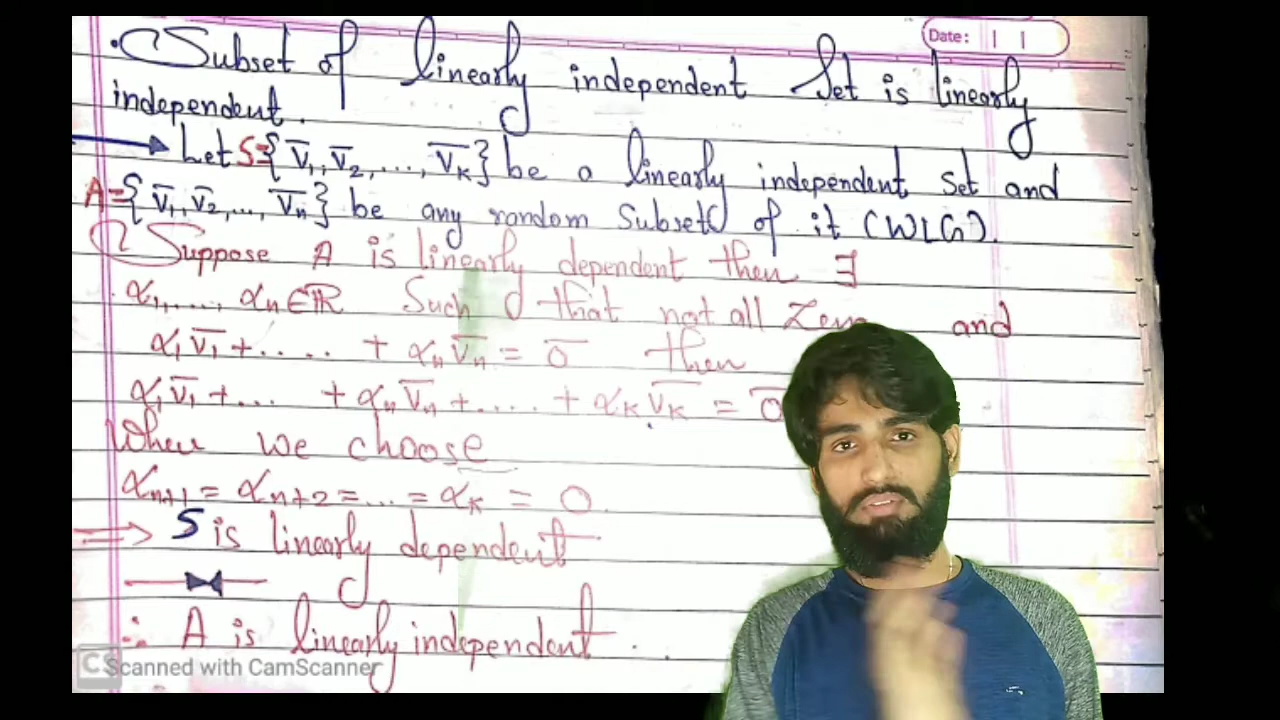 Date:
Subset of linearly independent Set is linearly
independent.
Let S={v̅₁, v̅₂, ..., v̅ₖ} be a linearly independent set and
A={v̅₁, v̅₂, ..., v̅ₙ} be any random subset of it (WLG).
Suppose A is linearly dependent then ∃
α₁, ..., αₙ ∈ ℝ Such that not all Zero and
α₁v̅₁ + ..... + αₙv̅ₙ = 0̅ then
α₁v̅₁ + .... + αₙv̅ₙ + .... + αₖv̅ₖ = 0̅
When we choose
αₙ₊₁ = αₙ₊₂ = ... = αₖ = 0.
⇒ S is linearly dependent
∴ A is linearly independent.
CS Scanned with CamScanner